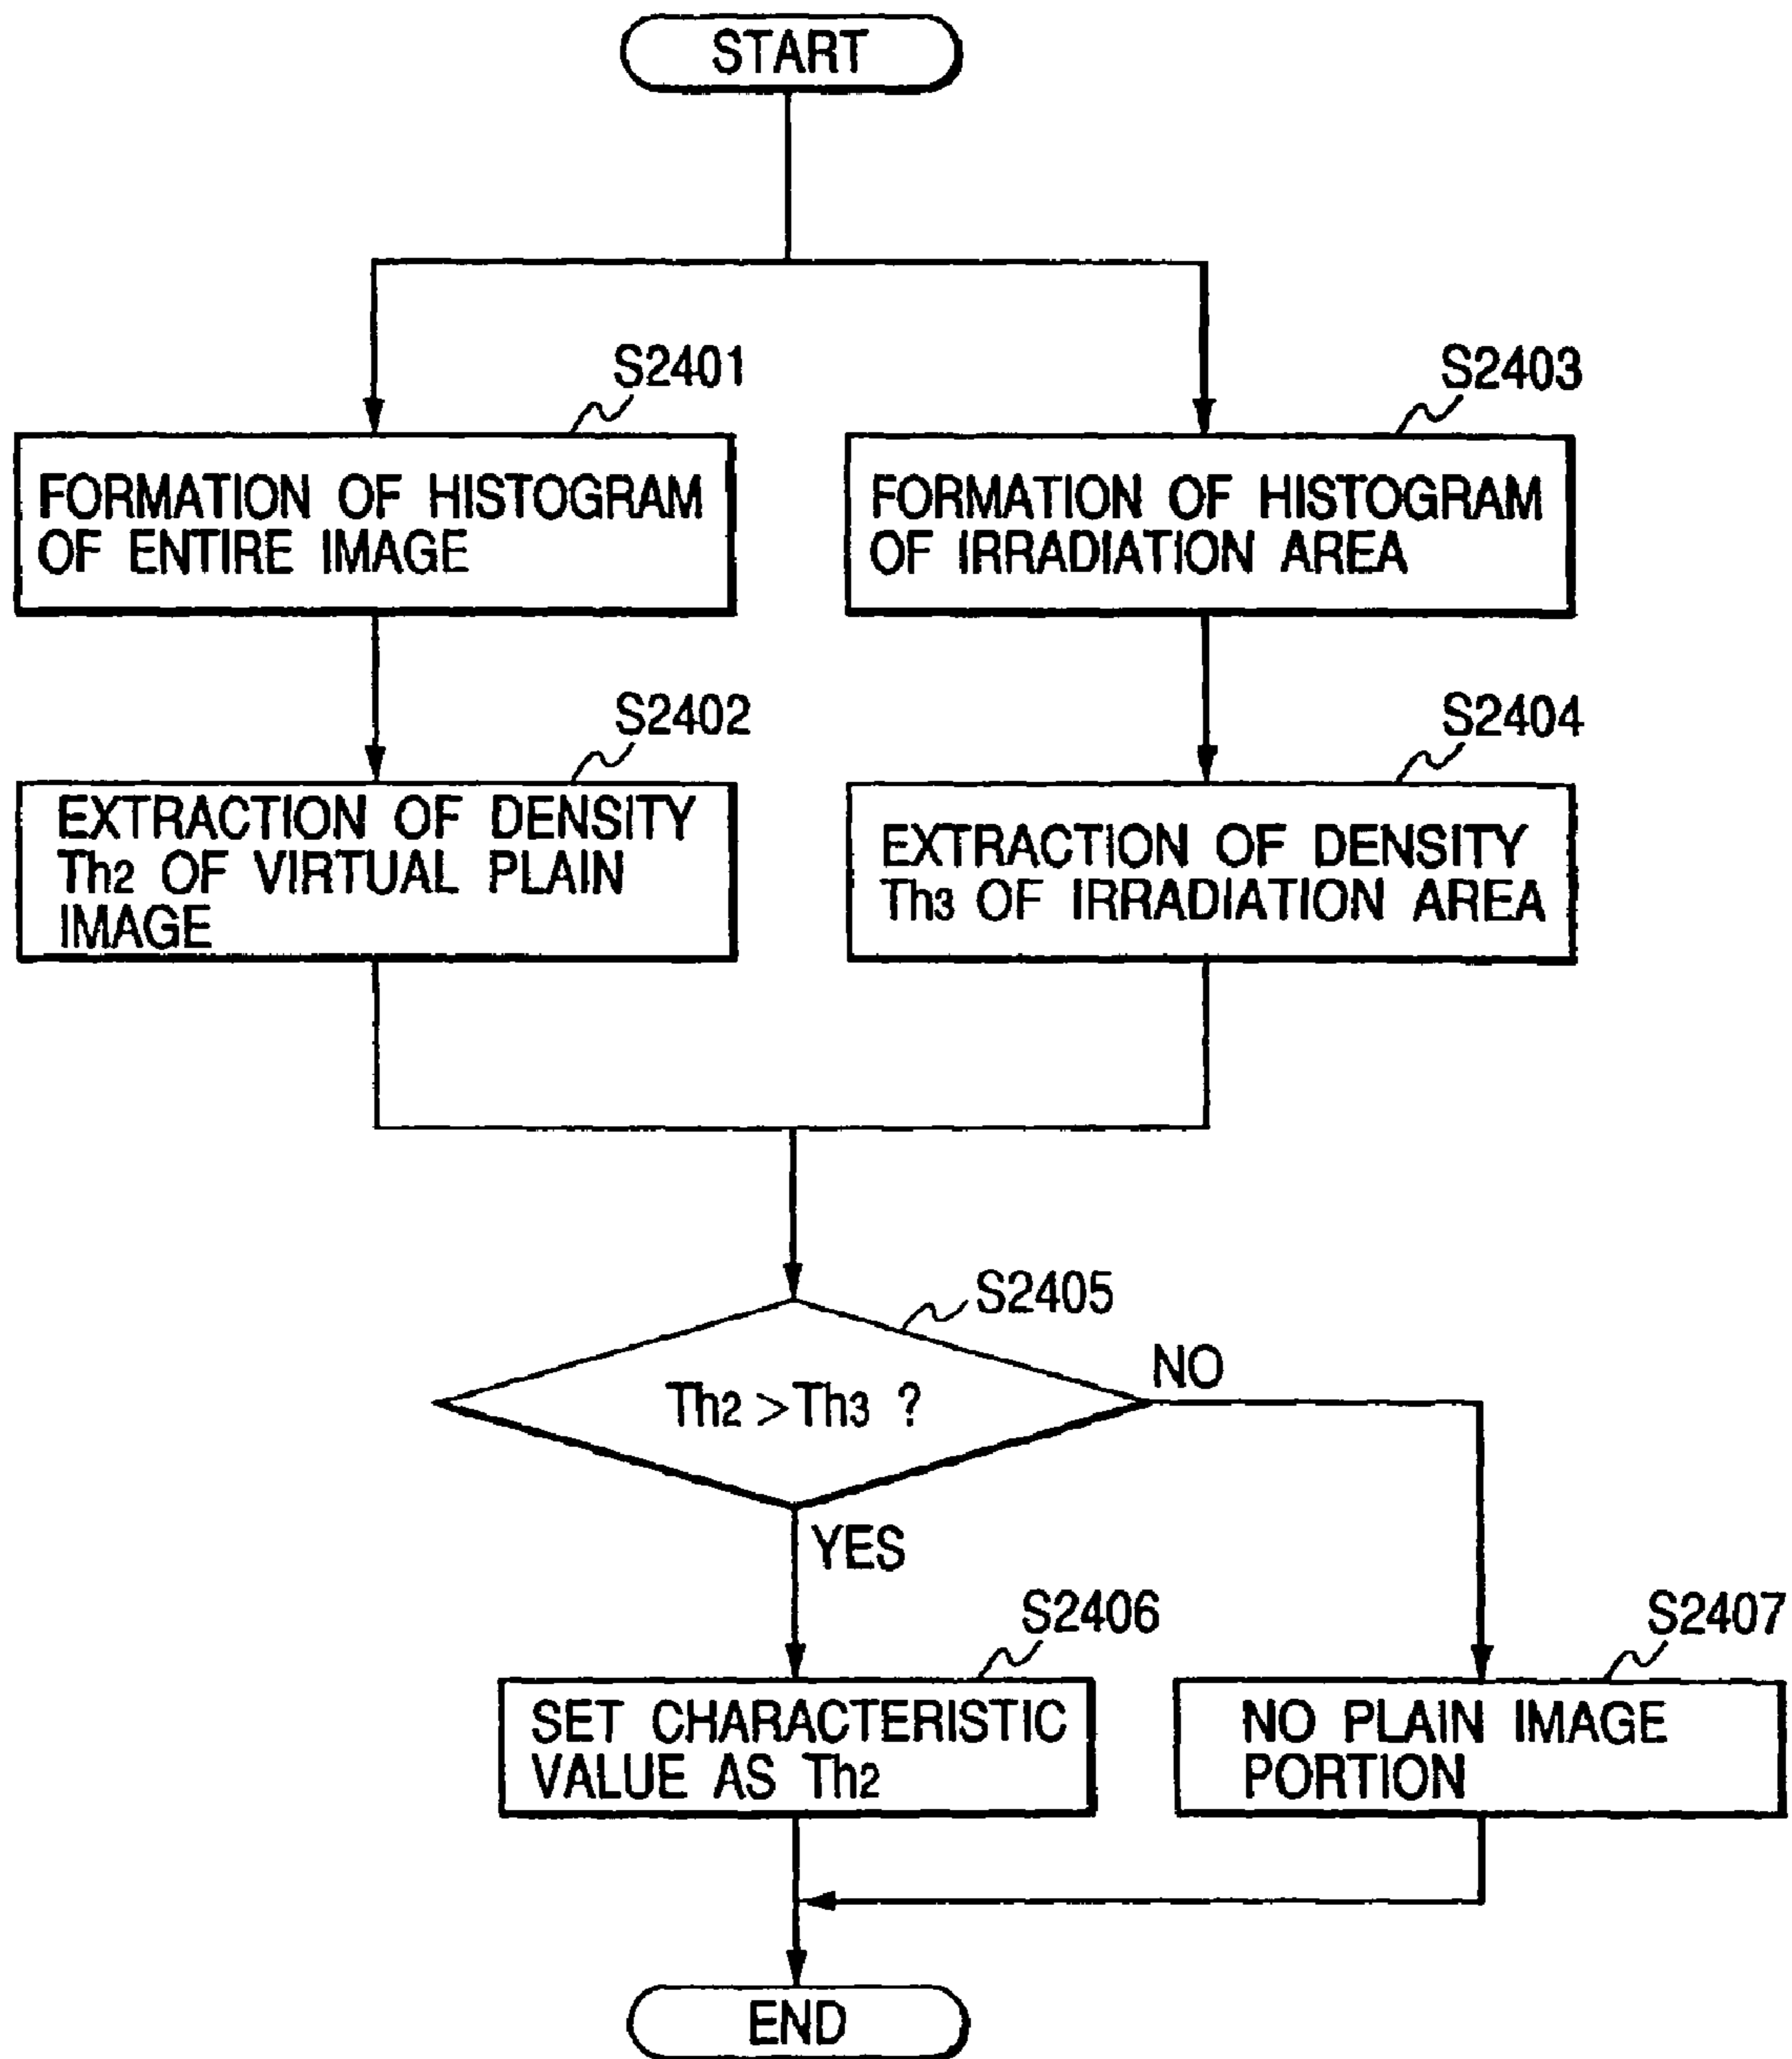 START
S2401
FORMATION OF HISTOGRAM
OF ENTIRE IMAGE
S2403
FORMATION OF HISTOGRAM
OF IRRADIATION AREA
S2402
EXTRACTION OF DENSITY
Th2 OF VIRTUAL PLAIN
IMAGE
S2404
EXTRACTION OF DENSITY
Th3 OF IRRADIATION AREA
S2405
Th2 >Th3 ?
NO
YES
S2406
SET CHARACTERISTIC
VALUE AS Th2
S2407
NO PLAIN IMAGE
PORTION
END